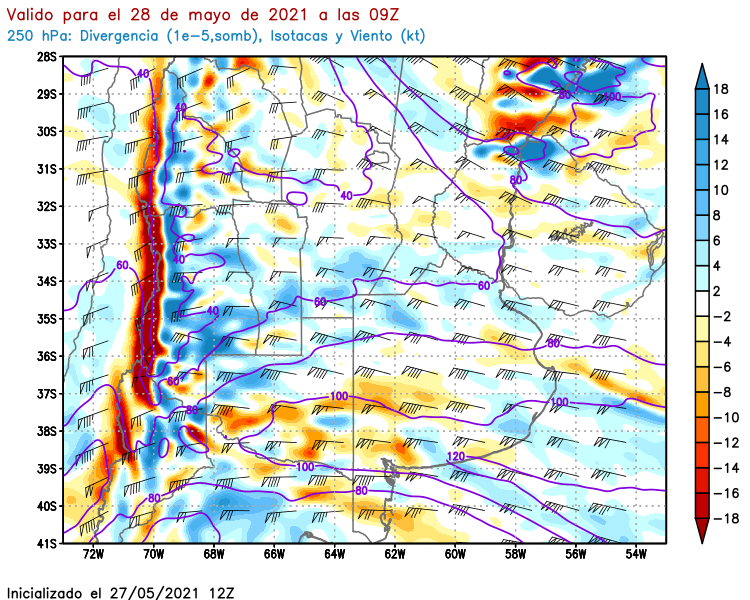 Valido para el 28 de mayo de 2021 a las 09Z
250 hPa: Divergencia (1e−5,somb), Isotacas y Viento (kt)
28S
29S
30S
31S
32S
33S
34S
35S
36S
37S
38S
39S
40S
41S
40
40
40
40
40
60
60
60
60
80
80
80
80
80
80
100
100
100
100
120
72W
70W
68W
66W
64W
62W
60W
58W
56W
54W
18
16
14
12
10
8
6
4
2
−2
−4
−6
−8
−10
−12
−14
−16
−18
Inicializado el 27/05/2021 12Z